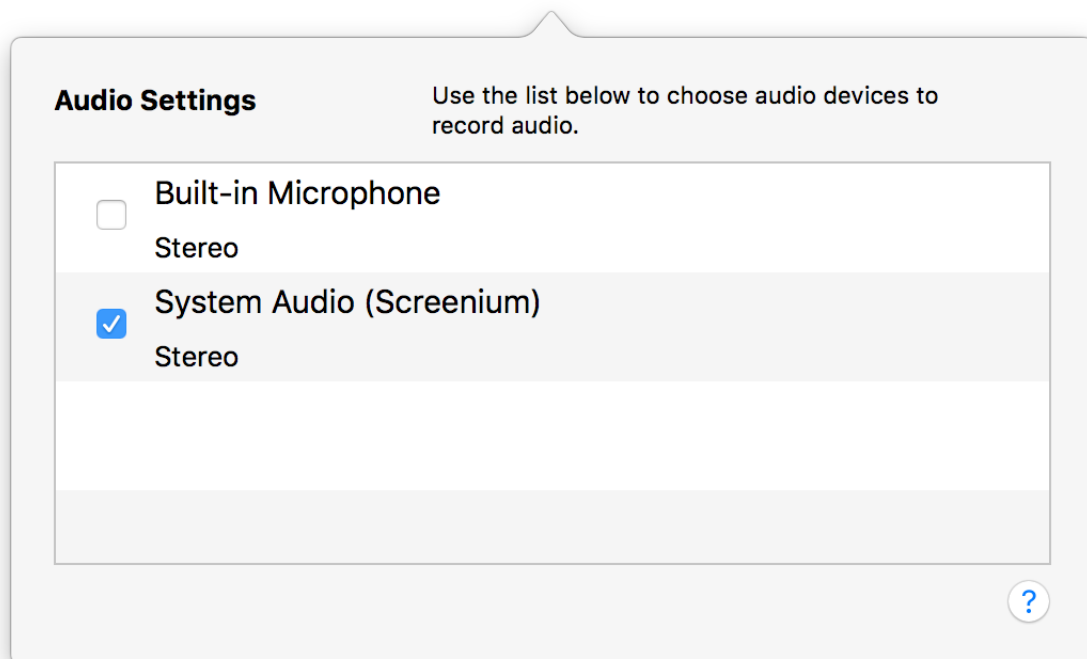 Audio Settings
Use the list below to choose audio devices to
record audio.
Built-in Microphone
Stereo
System Audio (Screenium)
Stereo
?